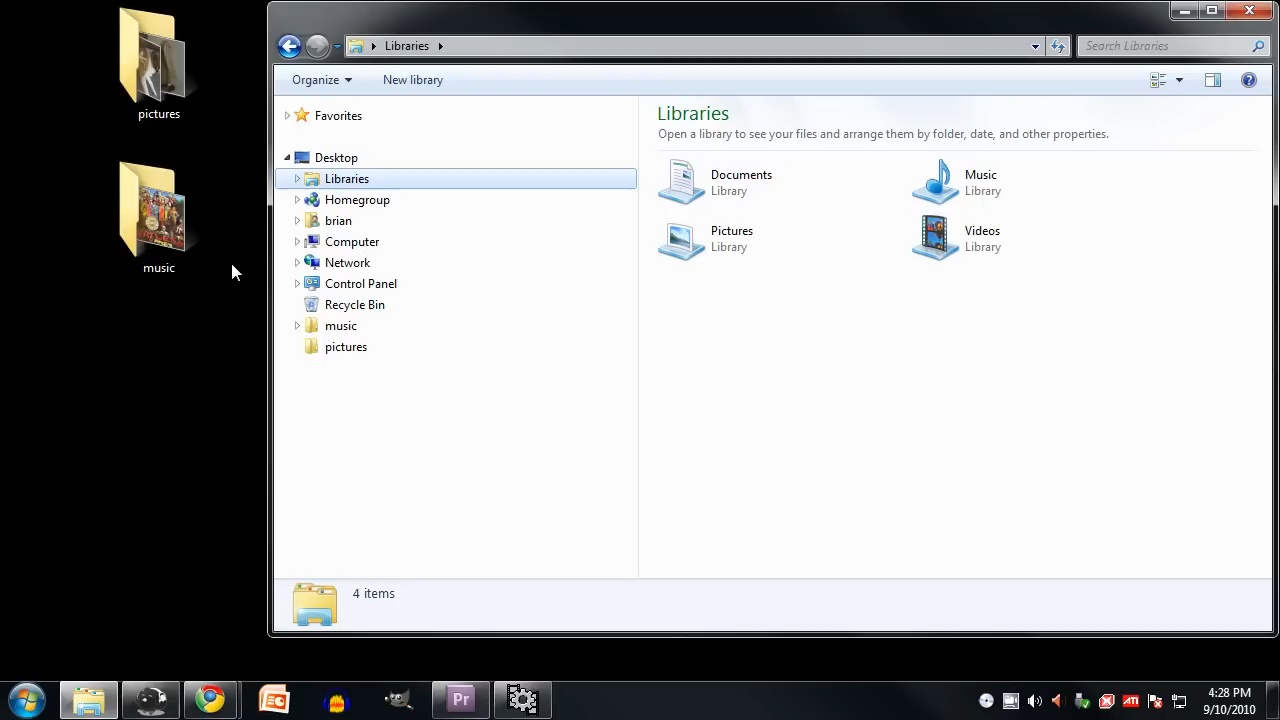 pictures
music
Libraries
Search Libraries
Organize
New library
Favorites
Desktop
Libraries
Homegroup
brian
Computer
Network
Control Panel
Recycle Bin
music
pictures
Libraries
Open a library to see your files and arrange them by folder, date, and other properties.
Documents
Library
Music
Library
Pictures
Library
Videos
Library
4 items
Pr
ATI
4:28 PM
9/10/2010